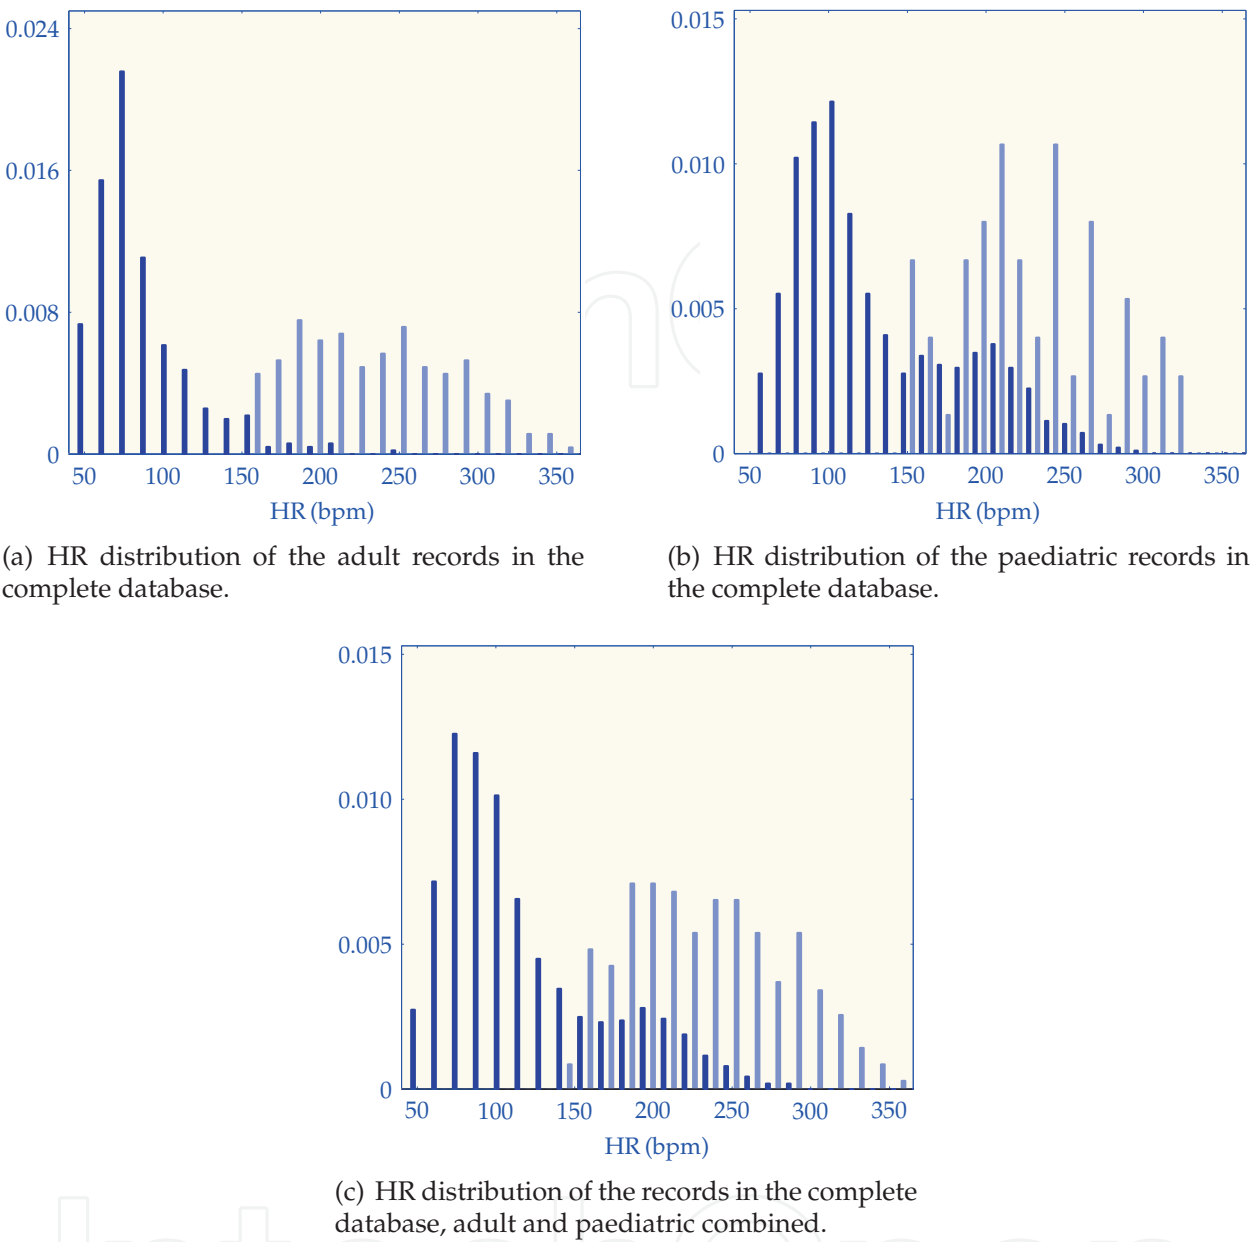 0.024
0.016
0.008
0
50 100 150 200 250 300 350
HR (bpm)
(a) HR distribution of the adult records in the
complete database.
0.015
0.010
0.005
0
50 100 150 200 250 300 350
HR (bpm)
(b) HR distribution of the paediatric records in
the complete database.
0.015
0.010
0.005
0
50 100 150 200 250 300 350
HR (bpm)
(c) HR distribution of the records in the complete
database, adult and paediatric combined.